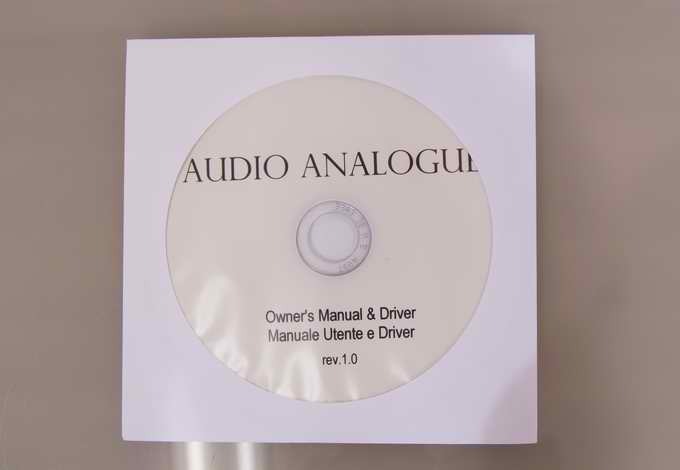 AUDIO ANALOGUE
Owner's Manual & Driver
Manuale Utente e Driver
rev.1.0